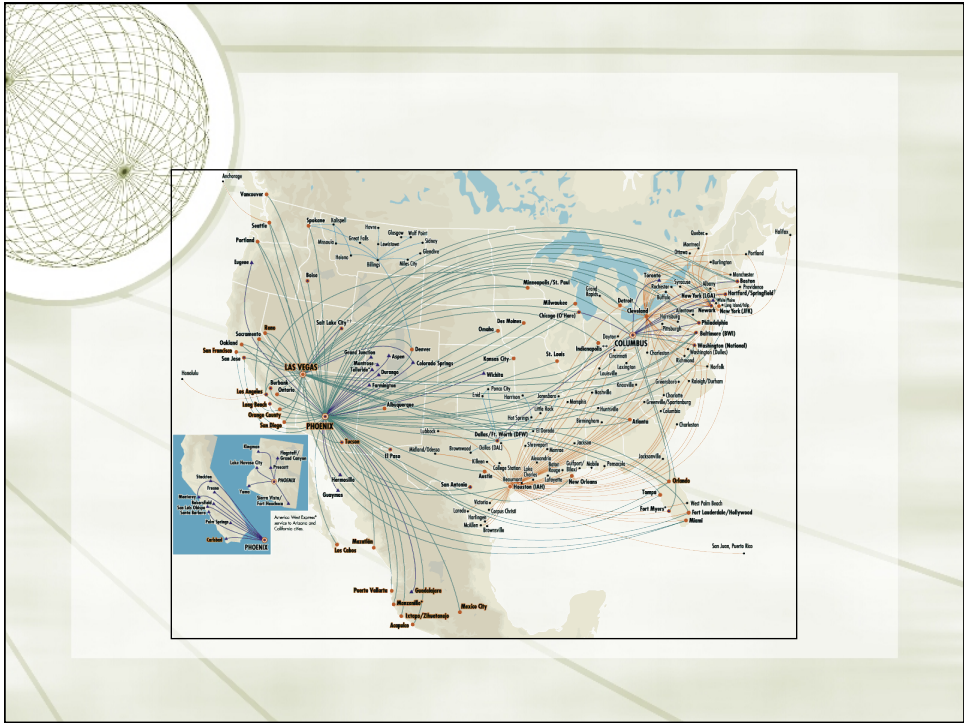 Anchorage
Vancouver
Seattle
Spokane
Kalispell
Havre
Glasgow
Wolf Point
Halifax
Quebec
Portland
Missoula
Great Falls
Lewistown
Sidney
Glendive
Montreal
Ottawa
Portland
Eugene
Helena
Billings
Miles City
Burlington
Boise
Toronto
Manchester
Boston
Minneapolis/St. Paul
Grand Rapids
Rochester
Syracuse
Albany
Providence
Hartford/Springfield
Buffalo
New York (LGA)
White Plains
Milwaukee
Detroit
Long Island/Islip
Chicago (O'Hare)
Cleveland
Allentown
Newark
New York (JFK)
Harrisburg
Reno
Salt Lake City
Des Moines
Philadelphia
Sacramento
Omaha
Pittsburgh
Baltimore (BWI)
Oakland
Dayton
COLUMBUS
Washington (National)
San Francisco
Grand Junction
Aspen
Denver
Indianapolis
Cincinnati
Charleston
Washington (Dulles)
San Jose
Montrose
Colorado Springs
Kansas City
St. Louis
Richmond
LAS VEGAS
Telluride
Durango
Lexington
Norfolk
Honolulu
Burbank
Farmington
Wichita
Louisville
Greensboro
Raleigh/Durham
Los Angeles
Ontario
Ponca City
Knoxville
Long Beach
Enid
Harrison
Jonesboro
Nashville
Charlotte
Memphis
Greenville/Spartanburg
Orange County
Albuquerque
Little Rock
Huntsville
Columbia
San Diego
Hot Springs
Birmingham
Atlanta
Charleston
PHOENIX
Lubbock
Dallas/Ft. Worth (DFW)
El Dorado
Tucson
Midland/Odessa
Brownwood
Dallas (DAL)
Shreveport
Monroe
Jackson
El Paso
Killeen
Alexandria
Jacksonville
College Station
Lake Charles
Baton Rouge
Gulfport/Biloxi
Mobile
Pensacola
Hermosillo
Austin
Beaumont
Lafayette
New Orleans
Orlando
Guaymas
San Antonio
Houston (IAH)
Tampa
Victoria
West Palm Beach
Laredo
Corpus Christi
Fort Myers
Fort Lauderdale/Hollywood
Harlingen
Miami
McAllen
Brownsville
Kingman
Flagstaff/
Grand Canyon
Lake Havasu City
Prescott
Stockton
PHOENIX
Fresno
Yuma
Monterey
Bakersfield
Sierra Vista/
Fort Huachuca
San Luis Obispo
Santa Barbara
Palm Springs
America West Express
service to Arizona and
California cities.
Carlsbad
PHOENIX
Mazatlan
Los Cabos
San Juan, Puerto Rico
Puerto Vallarta
Guadalajara
Manzanillo
Mexico City
Ixtapa/Zihuatanejo
Acapulco